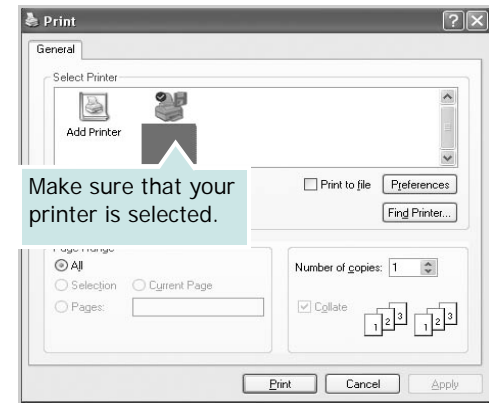 Print
General
Select Printer
Add Printer
Make sure that your
printer is selected.
Print to file
Preferences
Find Printer...
Page Range
All
Selection
Current Page
Pages:
Number of copies: 1
Collate
1 2 3
1 2 3
Print
Cancel
Apply